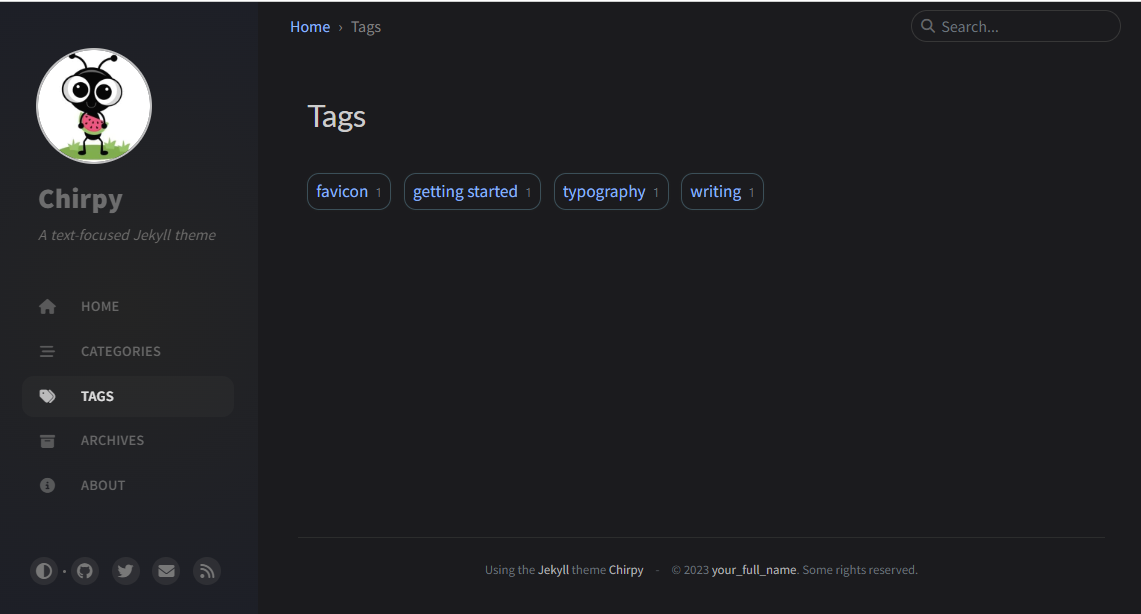 Home › Tags
Search...
Chirpy
A text-focused Jekyll theme
HOME
CATEGORIES
TAGS
ARCHIVES
ABOUT
Tags
favicon 1
getting started 1
typography 1
writing 1
Using the Jekyll theme Chirpy - © 2023 your_full_name. Some rights reserved.